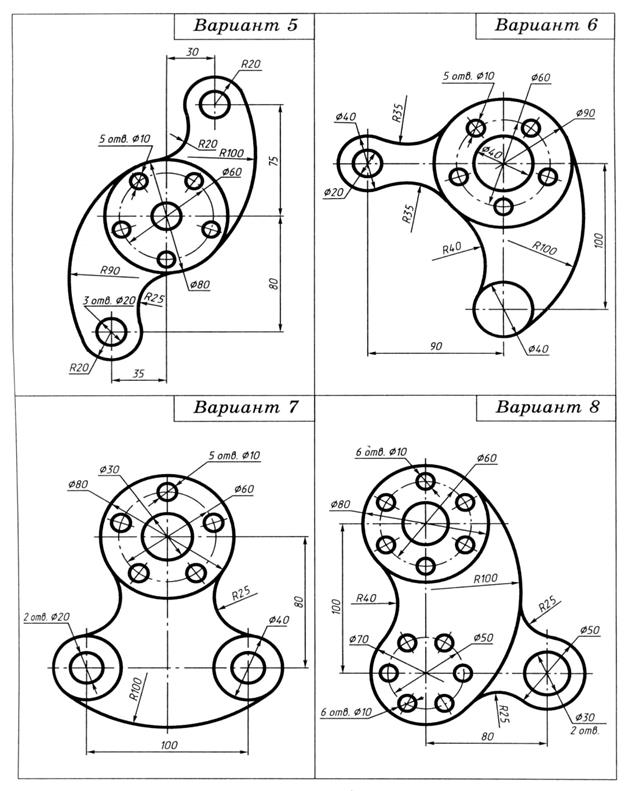 Вариант 5
30
R20
5 отв. Ø10
R20
R100
Ø60
75
R90
Ø80
R25
3 отв. Ø20
80
R20
35
Вариант 6
5 отв. Ø10
Ø60
Ø40
R35
Ø90
Ø40
Ø20
R35
R40
R100
100
90
Ø40
Вариант 7
5 отв. Ø10
Ø30
Ø80
Ø60
R25
80
2 отв. Ø20
Ø40
R100
100
Вариант 8
6 отв. Ø10
Ø60
Ø80
R100
R40
100
R25
Ø70
Ø50
Ø50
6 отв. Ø10
R25
Ø30
2 отв.
80